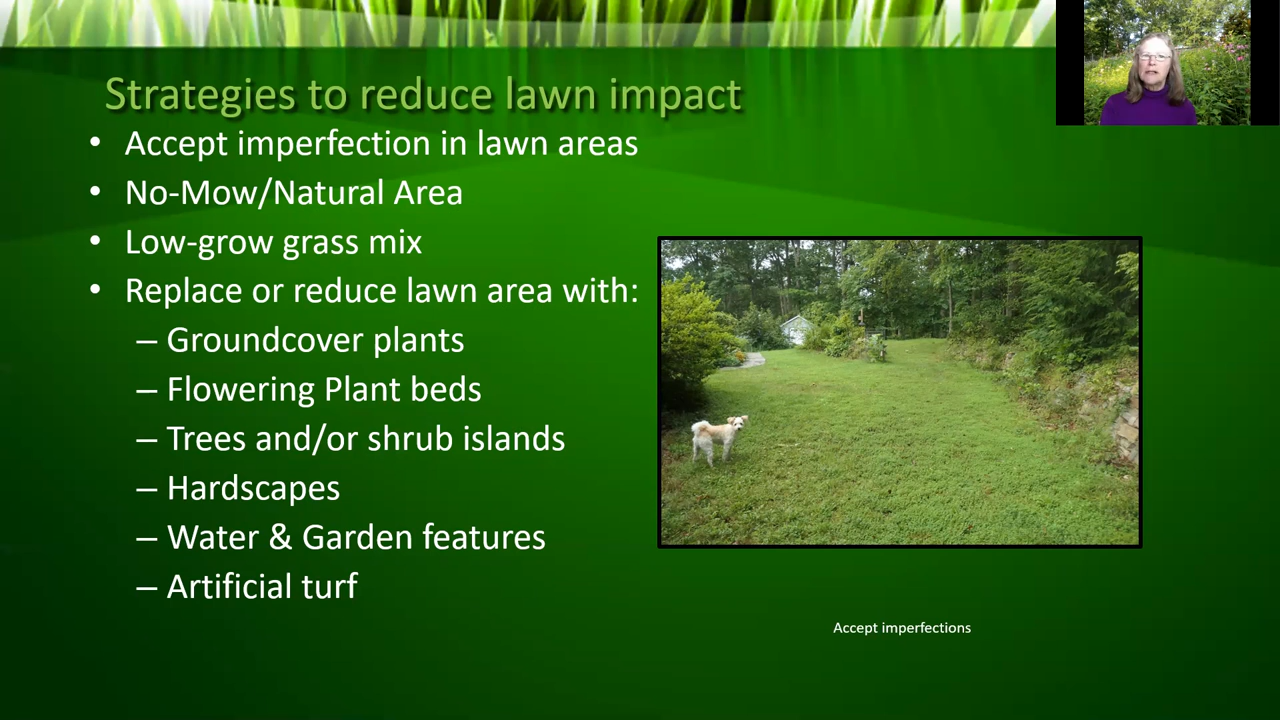 Strategies to reduce lawn impact
• Accept imperfection in lawn areas
• No-Mow/Natural Area
• Low-grow grass mix
• Replace or reduce lawn area with:
– Groundcover plants
– Flowering Plant beds
– Trees and/or shrub islands
– Hardscapes
– Water & Garden features
– Artificial turf
Accept imperfections